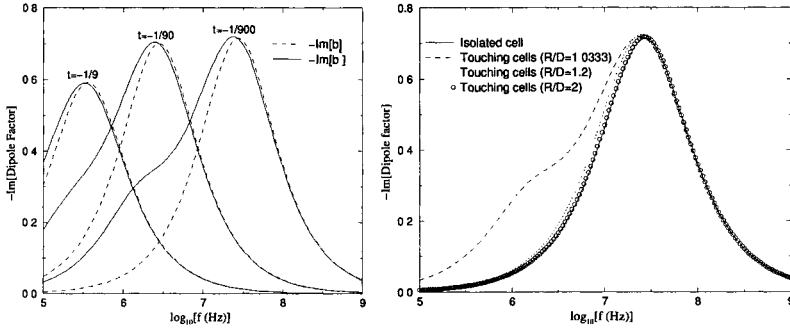 t=-1/9
t=-1/90
t=-1/900
-Im[b]
-Im[b*]
-Im[Dipole Factor]
0 8
0 6
0 4
0 2
0 0
5 6 7 8 9
log10[f (Hz)]
Isolated cell
Touching cells (R/D=1 0333)
Touching cells (R/D=1.2)
Touching cells (R/D=2)
-Im[Dipole factor]
0.8
0.6
0.4
0.2
0 0
5 6 7 8 9
log10[f (Hz)]